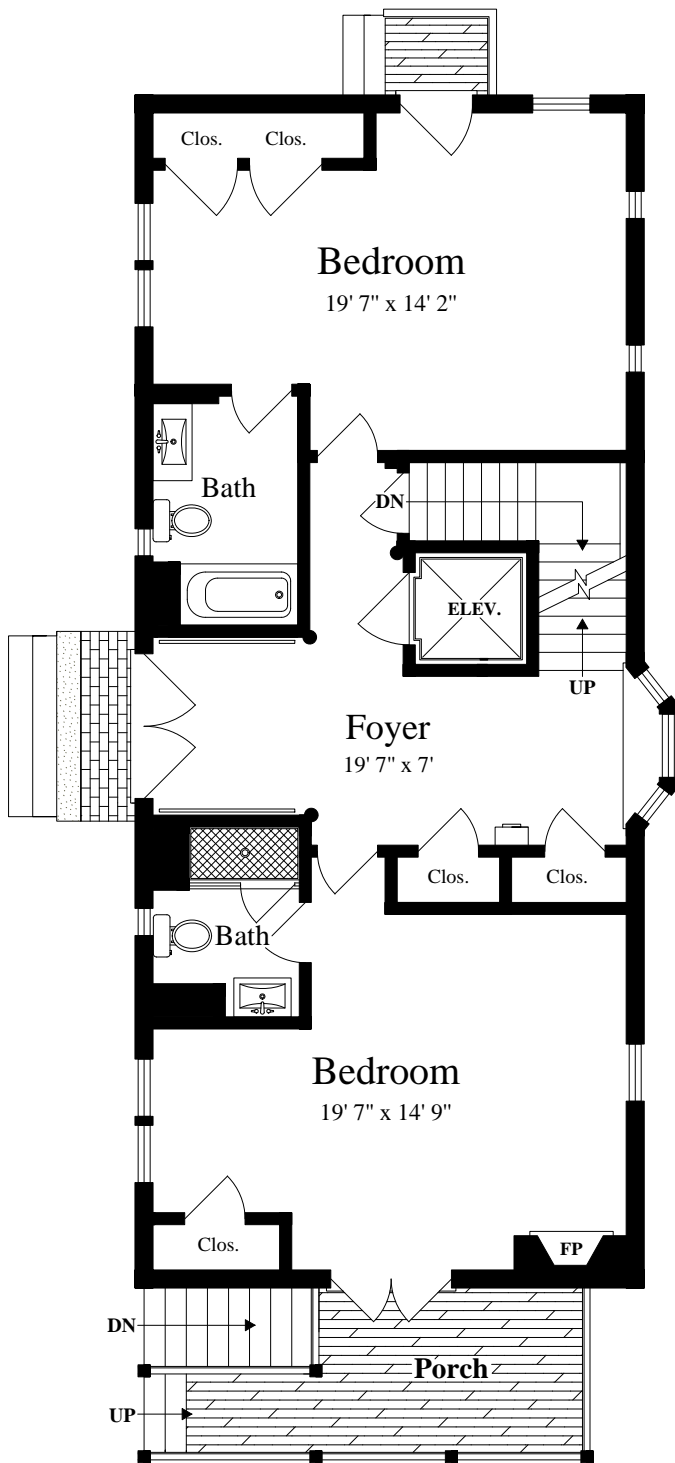 Clos.
Clos.
Bedroom
19' 7" x 14' 2"
Bath
DN
ELEV.
UP
Foyer
19' 7" x 7'
Clos.
Clos.
Bath
Bedroom
19' 7" x 14' 9"
Clos.
FP
DN
Porch
UP